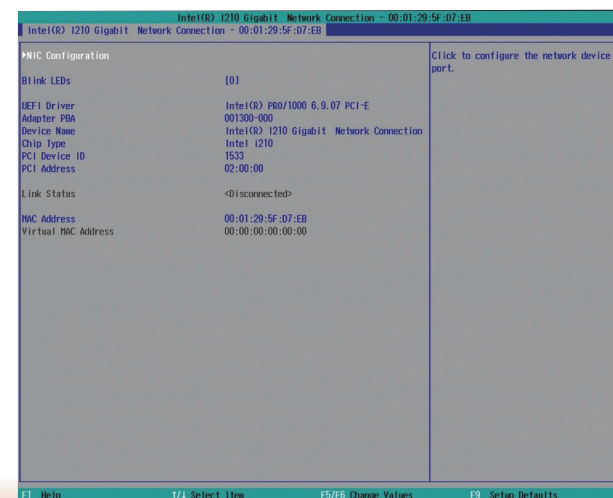 Intel(R) I210 Gigabit Network Connection - 00:01:29:5F:D7:EB
Intel(R) I210 Gigabit Network Connection - 00:01:29:5F:D7:EB
▶NIC Configuration
Click to configure the network device port.
Blink LEDs [0]
UEFI Driver Intel(R) PRO/1000 6.9.07 PCI-E
Adapter PBA 001300-000
Device Name Intel(R) I210 Gigabit Network Connection
Chip Type Intel i210
PCI Device ID 1533
PCI Address 02:00:00
Link Status <Disconnected>
MAC Address 00:01:29:5F:D7:EB
Virtual MAC Address 00:00:00:00:00:00
F1 Help ↑/↓ Select Item F5/F6 Change Values F9 Setup Defaults